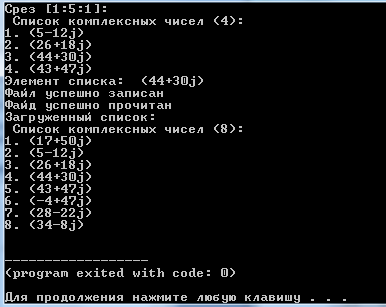 Срез [1:5:1]:
Список комплексных чисел (4):
1. (5-12j)
2. (26+18j)
3. (44+30j)
4. (43+47j)
Элемент списка: (44+30j)
Файл успешно записан
Файд успешно прочитан
Загруженный список:
Список комплексных чисел (8):
1. (17+50j)
2. (5-12j)
3. (26+18j)
4. (44+30j)
5. (43+47j)
6. (-4+47j)
7. (28-22j)
8. (34-8j)
------------------
(program exited with code: 0)
Для продолжения нажмите любую клавишу . . .